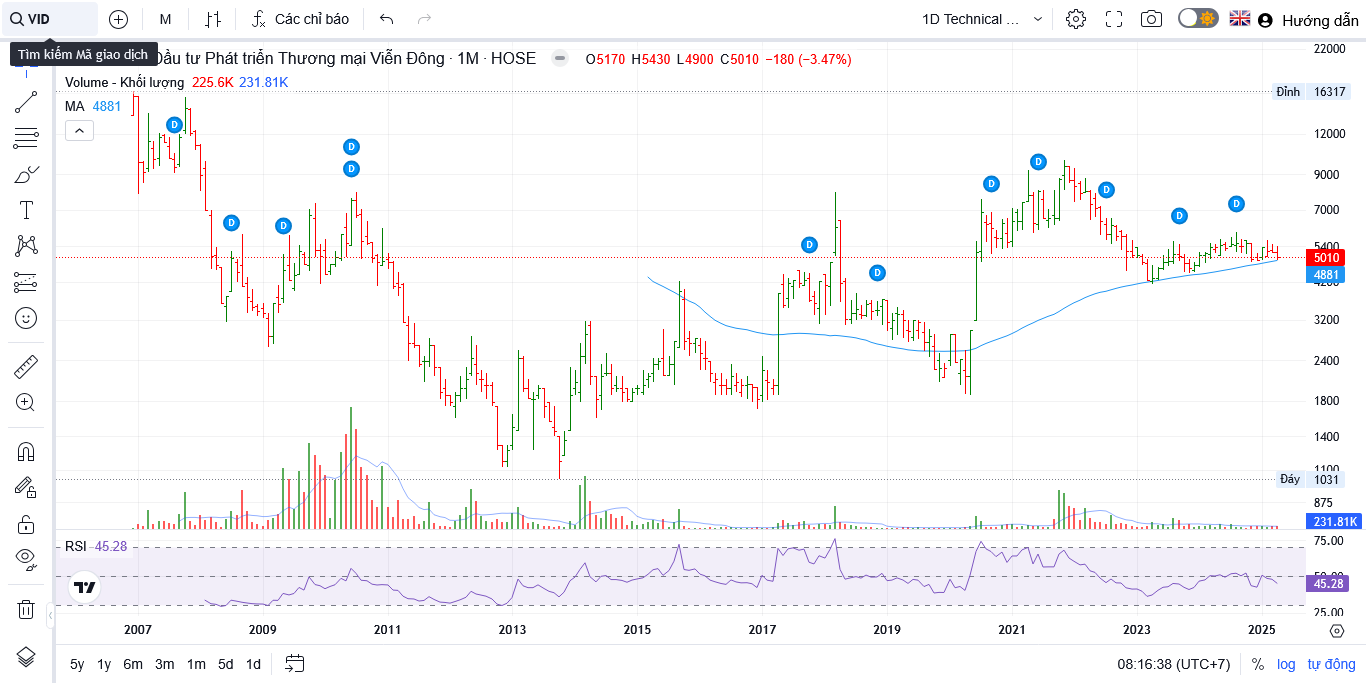 VID
M
Các chỉ báo
1D Technical ...
Hướng dẫn
Tìm kiếm Mã giao dịch
Đầu tư Phát triển Thương mại Viễn Đông · 1M · HOSE
O5170 H5430 L4900 C5010 −180 (−3.47%)
Volume - Khối lượng 225.6K 231.81K
MA 4881
D
D
D
D
D
D
D
D
D
D
D
D
22000
Đỉnh 16317
12000
9000
7000
5400
5010
4881
4200
3200
2400
1800
1400
1100
Đáy 1031
875
231.81K
RSI 45.28
75.00
50.00
45.28
25.00
2007 2009 2011 2013 2015 2017 2019 2021 2023 2025
5y 1y 6m 3m 1m 5d 1d
08:16:38 (UTC+7) % log tự động